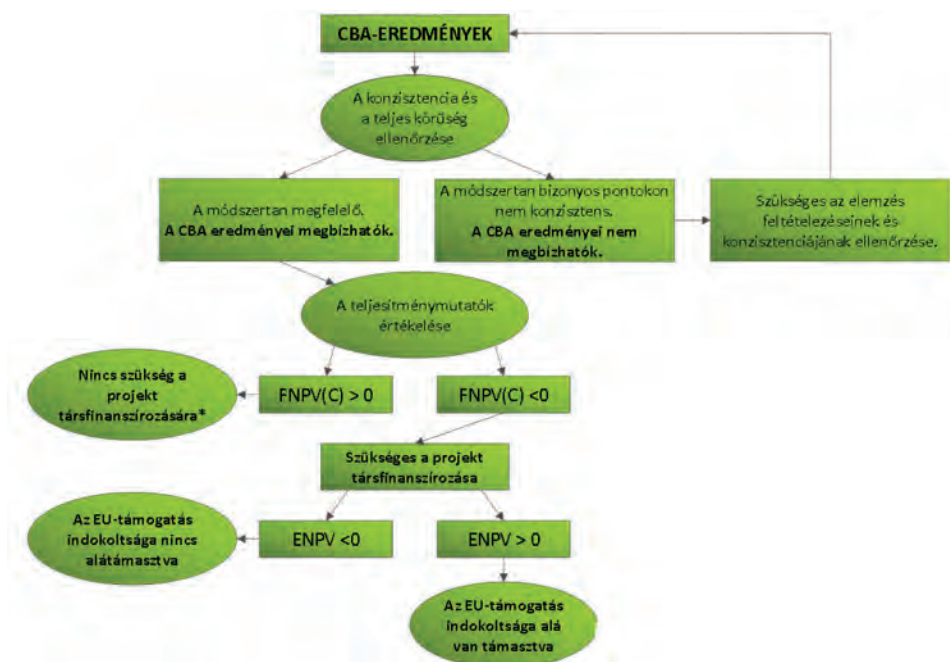 CBA-EREDMÉNYEK
A konzisztencia és
a teljes körűség
ellenőrzése
A módszertan megfelelő.
A CBA eredményei megbízhatók.
A módszertan bizonyos pontokon
nem konzisztens.
A CBA eredményei nem
megbízhatók.
Szükséges az elemzés
feltételezéseinek és
konzisztenciájának ellenőrzése.
A teljesítménymutatók
értékelése
Nincs szükség a
projekt
társfinanszírozására*
FNPV(C) > 0
FNPV(C) <0
Szükséges a projekt
társfinanszírozása
Az EU-támogatás
indokoltsága nincs
alátámasztva
ENPV <0
ENPV > 0
Az EU-támogatás
indokoltsága alá
van támasztva